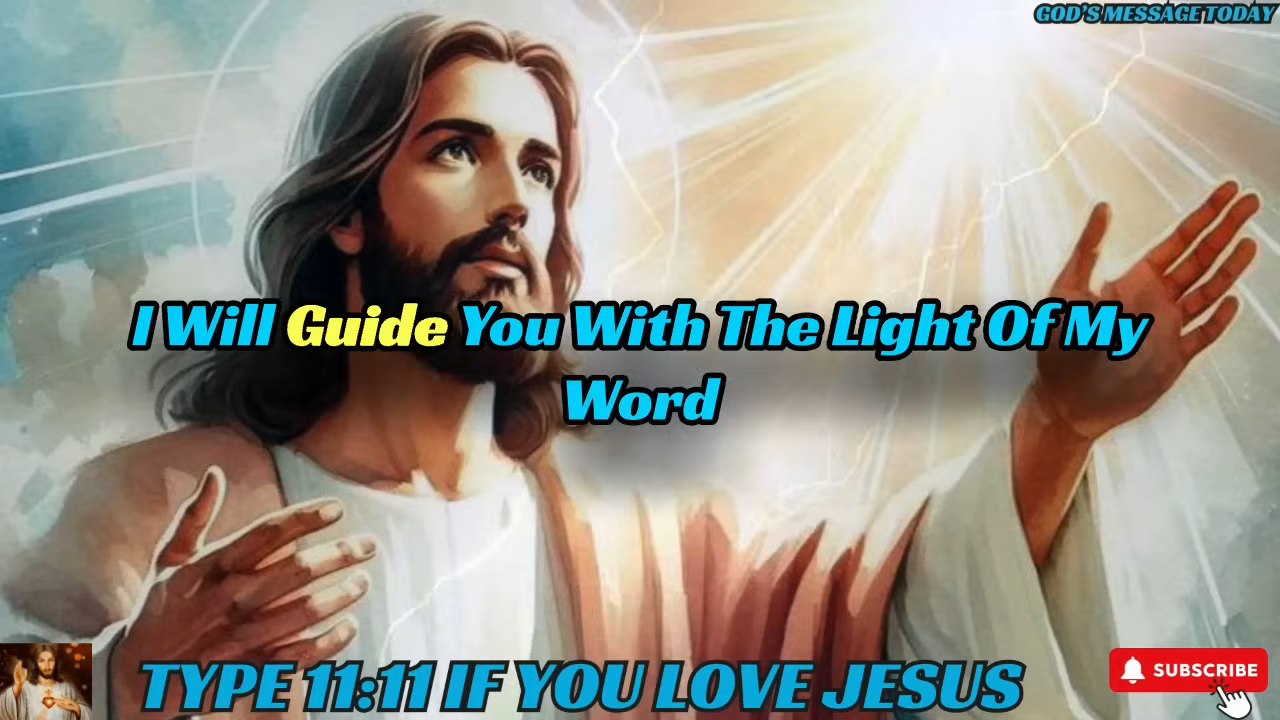 GOD'S MESSAGE TODAY
I Will Guide You With The Light Of My
Word
TYPE 11:11 IF YOU LOVE JESUS
SUBSCRIBE